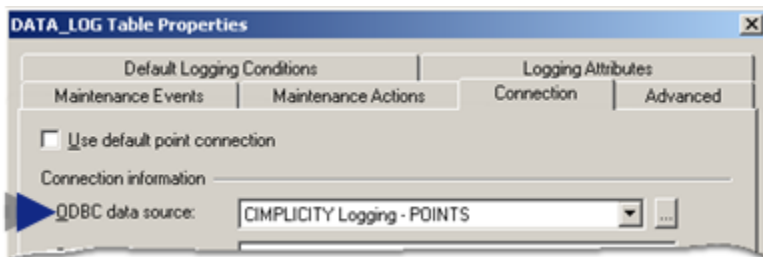 DATA_LOG Table Properties
Default Logging Conditions Logging Attributes
Maintenance Events Maintenance Actions Connection Advanced
Use default point connection
Connection information
ODBC data source: CIMPLICITY Logging - POINTS ...